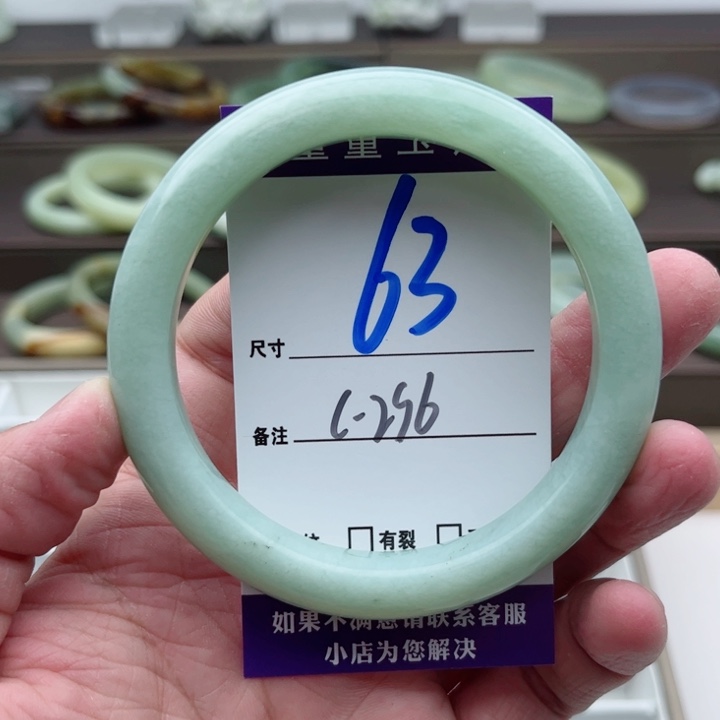 63
尺寸
备注 C-296
有裂
如果不满意请联系客服
小店为您解决